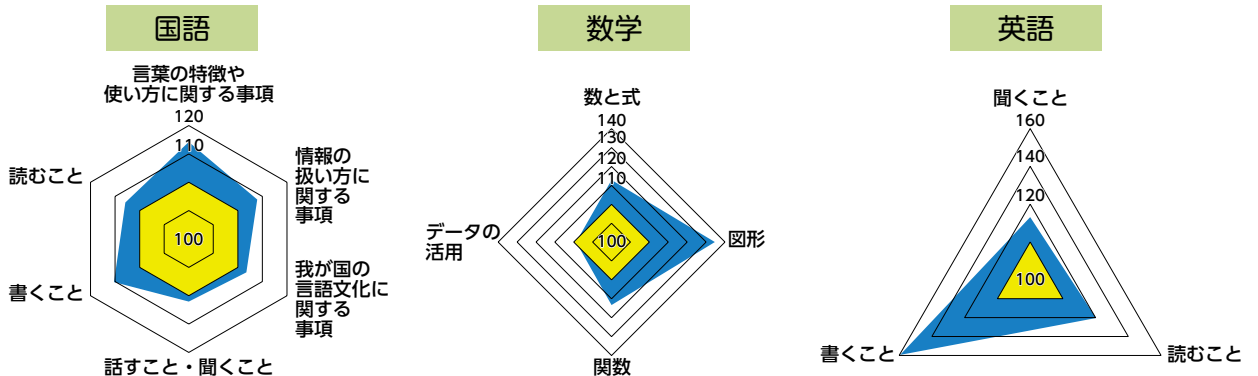 国語
言葉の特徴や
使い方に関する事項
120
110
100
情報の
扱い方に
関する
事項
我が国の
言語文化に
関する
事項
話すこと・聞くこと
書くこと
読むこと
数学
数と式
140
130
120
110
100
図形
関数
データの
活用
英語
聞くこと
160
140
120
100
読むこと
書くこと